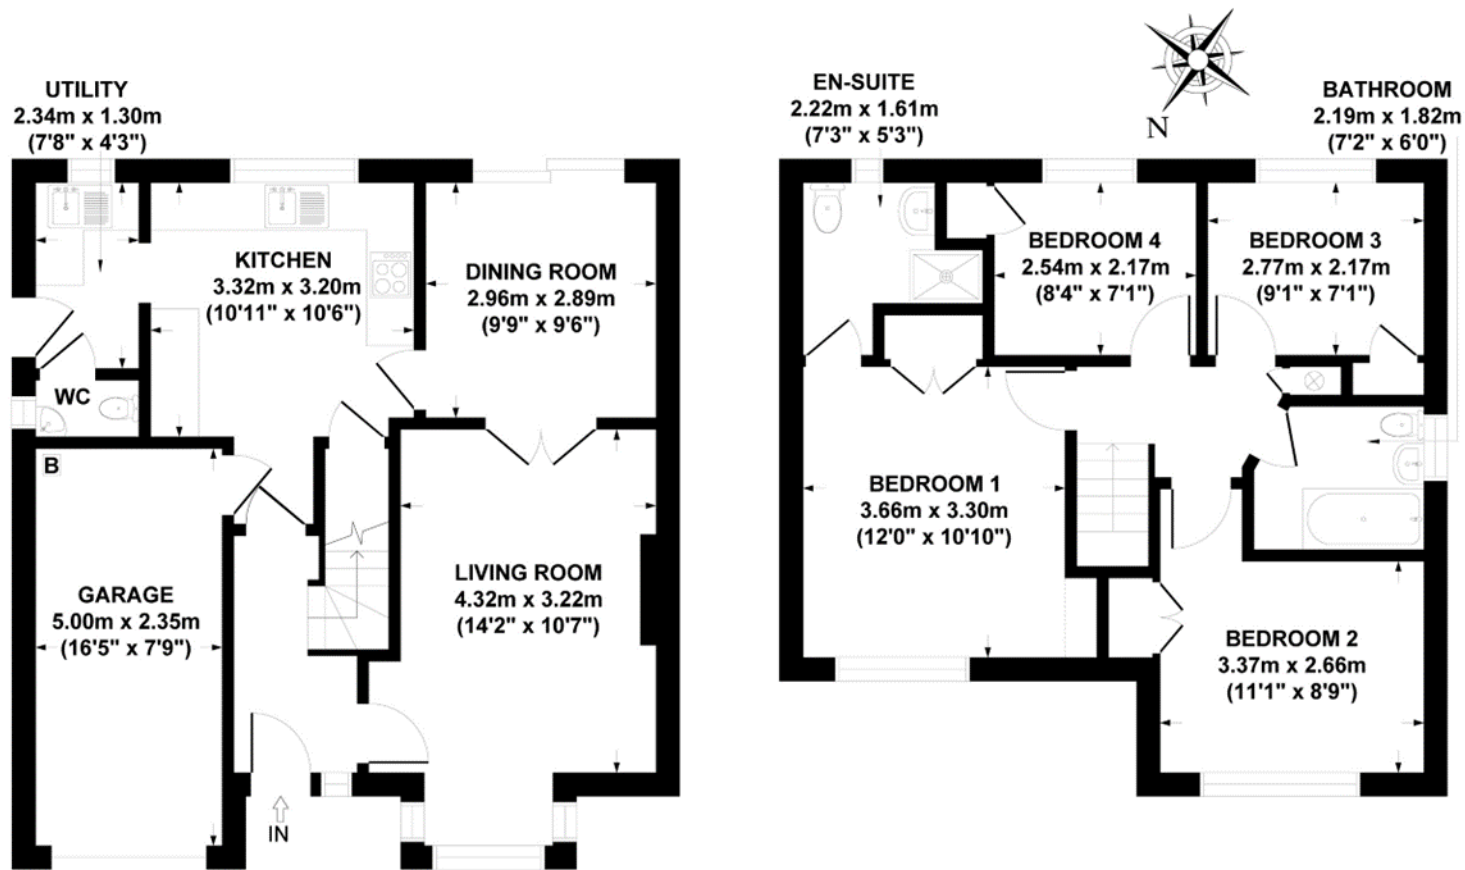 UTILITY
2.34m x 1.30m
(7'8" x 4'3")
KITCHEN
3.32m x 3.20m
(10'11" x 10'6")
DINING ROOM
2.96m x 2.89m
(9'9" x 9'6")
WC
B
GARAGE
5.00m x 2.35m
(16'5" x 7'9")
LIVING ROOM
4.32m x 3.22m
(14'2" x 10'7")
IN
EN-SUITE
2.22m x 1.61m
(7'3" x 5'3")
N
BATHROOM
2.19m x 1.82m
(7'2" x 6'0")
BEDROOM 4
2.54m x 2.17m
(8'4" x 7'1")
BEDROOM 3
2.77m x 2.17m
(9'1" x 7'1")
BEDROOM 1
3.66m x 3.30m
(12'0" x 10'10")
BEDROOM 2
3.37m x 2.66m
(11'1" x 8'9")